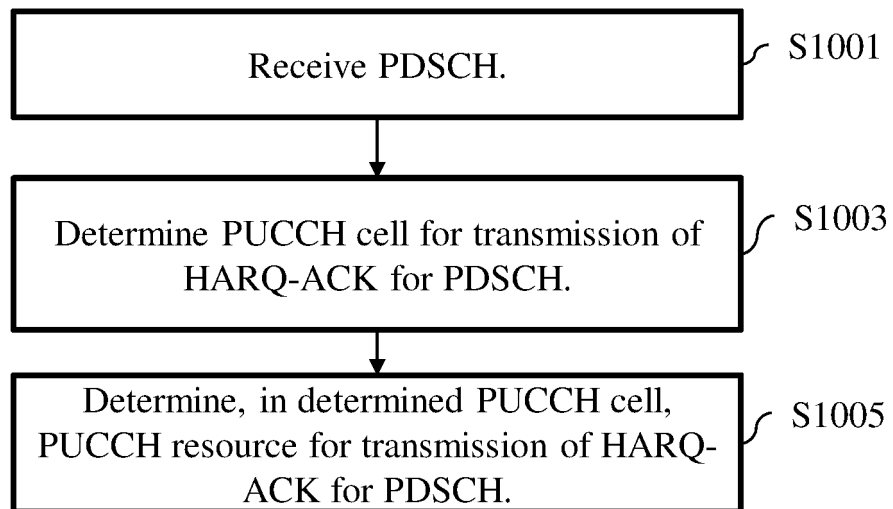 Receive PDSCH.
S1001
Determine PUCCH cell for transmission of
HARQ-ACK for PDSCH.
S1003
Determine, in determined PUCCH cell,
PUCCH resource for transmission of HARQ-
ACK for PDSCH.
S1005